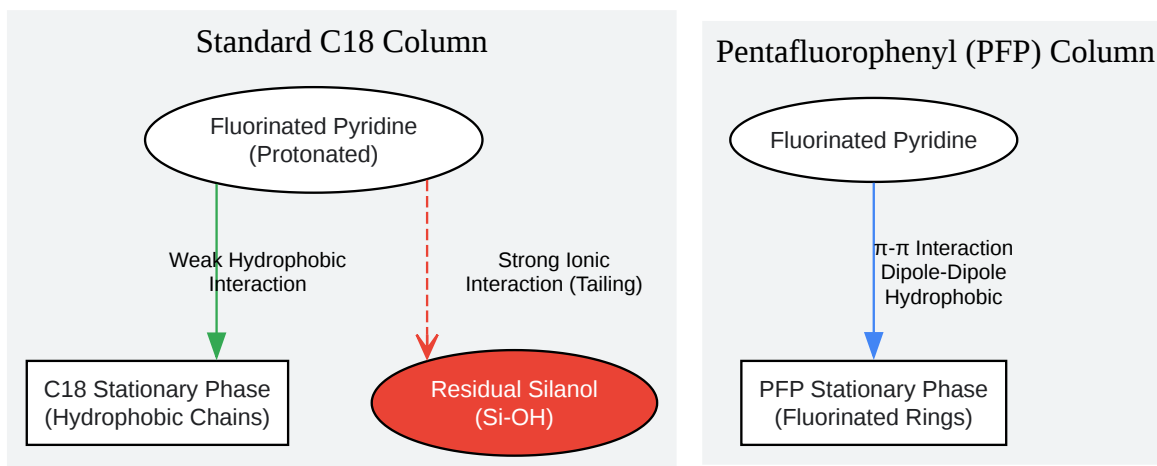 Standard C18 Column
Fluorinated Pyridine
(Protonated)
Weak Hydrophobic
Interaction
Strong Ionic
Interaction (Tailing)
C18 Stationary Phase
(Hydrophobic Chains)
Residual Silanol
(Si-OH)
Pentafluorophenyl (PFP) Column
Fluorinated Pyridine
π-π Interaction
Dipole-Dipole
Hydrophobic
PFP Stationary Phase
(Fluorinated Rings)